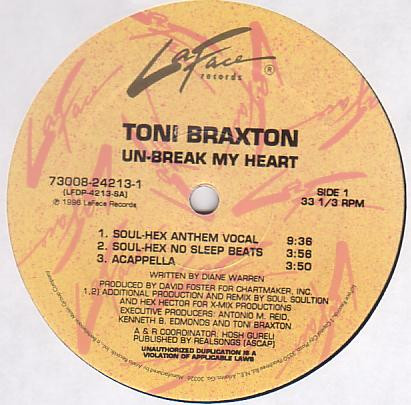 LaFace
records ®
TONI BRAXTON
UN-BREAK MY HEART
73008-24213-1
(LFDP-4213-SA)
℗ 1996 LaFace Records
SIDE 1
33 1/3 RPM
1. SOUL-HEX ANTHEM VOCAL 9:36
2. SOUL-HEX NO SLEEP BEATS 3:56
3. ACAPPELLA 3:50
WRITTEN BY DIANE WARREN
PRODUCED BY DAVID FOSTER FOR CHARTMAKER, INC.
1,2) ADDITIONAL PRODUCTION AND REMIX BY SOUL SOULTION
AND HEX HECTOR FOR X-MIX PRODUCTIONS
EXECUTIVE PRODUCERS: ANTONIO M. REID,
KENNETH B. EDMONDS AND TONI BRAXTON
A & R COORDINATOR: HOSH GURELI
PUBLISHED BY REALSONGS (ASCAP)
UNAUTHORIZED DUPLICATION IS A
VIOLATION OF APPLICABLE LAWS